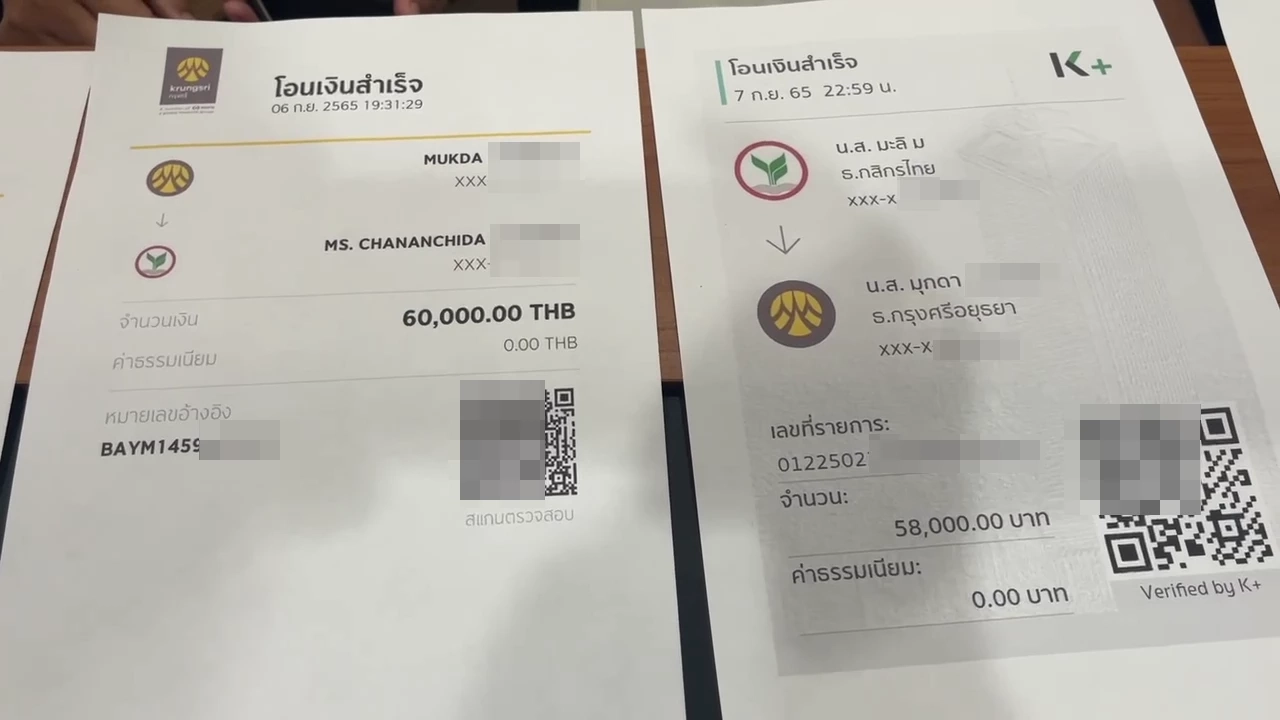 krungsri
กรุงศรี
โอนเงินสำเร็จ
06 ก.ย. 2565 19:31:29
MUKDA
XXX
MS. CHANANCHIDA
XXX-
จำนวนเงิน
60,000.00 THB
ค่าธรรมเนียม
0.00 THB
หมายเลขอ้างอิง
BAYM1459
สแกนตรวจสอบ
โอนเงินสำเร็จ
7 ก.ย. 65 22:59 น.
K+
น.ส. มะลิ ม
ธ.กสิกรไทย
xxx-x
น.ส. มุกดา
ธ.กรุงศรีอยุธยา
xxx-x
เลขที่รายการ:
0122502
จำนวน:
58,000.00 บาท
ค่าธรรมเนียม:
0.00 บาท
Verified by K+